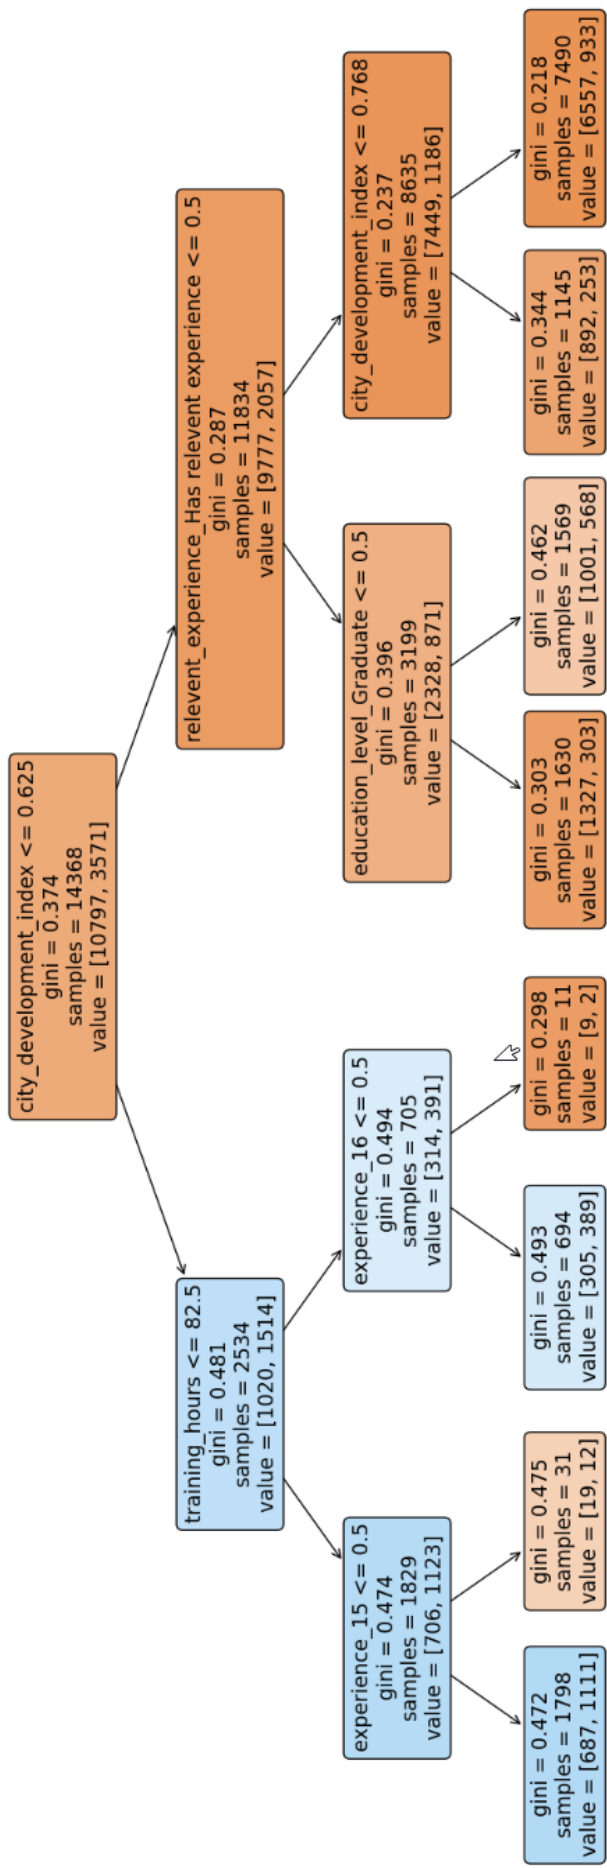 city_development_index <= 0.625
gini = 0.374
samples = 14368
value = [10797, 3571]
training_hours <= 82.5
gini = 0.481
samples = 2534
value = [1020, 1514]
relevent_experience_Has relevent experience <= 0.5
gini = 0.287
samples = 11834
value = [9777, 2057]
experience_15 <= 0.5
gini = 0.474
samples = 1829
value = [706, 1123]
experience_16 <= 0.5
gini = 0.494
samples = 705
value = [314, 391]
education_level_Graduate <= 0.5
gini = 0.396
samples = 3199
value = [2328, 871]
city_development_index <= 0.768
gini = 0.237
samples = 8635
value = [7449, 1186]
gini = 0.472
samples = 1798
value = [687, 1111]
gini = 0.475
samples = 31
value = [19, 12]
gini = 0.493
samples = 694
value = [305, 389]
gini = 0.298
samples = 11
value = [9, 2]
gini = 0.303
samples = 1630
value = [1327, 303]
gini = 0.462
samples = 1569
value = [1001, 568]
gini = 0.344
samples = 1145
value = [892, 253]
gini = 0.218
samples = 7490
value = [6557, 933]